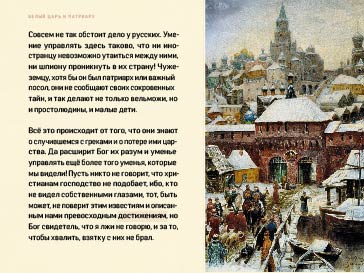 БЕЛЫЙ ЦАРЬ И ПАТРИАРХ
Совсем не так обстоит дело у русских. Уме-
ние управлять здесь таково, что ни ино-
странцу невозможно утаиться между ними,
ни шпиону проникнуть в их страну! Чуже-
земцу, хотя бы он был патриарх или важный
посол, они не сообщают своих сокровенных
тайн, и так делают не только вельможи, но
и простолюдины, и малые дети.
Всё это происходит от того, что они знают
о случившемся с греками и о потере ими цар-
ства. Да расширит Бог их разум и уменье
управлять ещё более того уменья, которые
мы видели! Пусть никто не говорит, что хри-
стианам господство не подобает, ибо, кто
не видел собственными глазами, тот, быть
может, не поверит этим известиям и описан-
ным нами превосходным достижениям, но
Бог свидетель, что я лжи не говорю, и за то,
чтобы хвалить, взятку с них не брал.